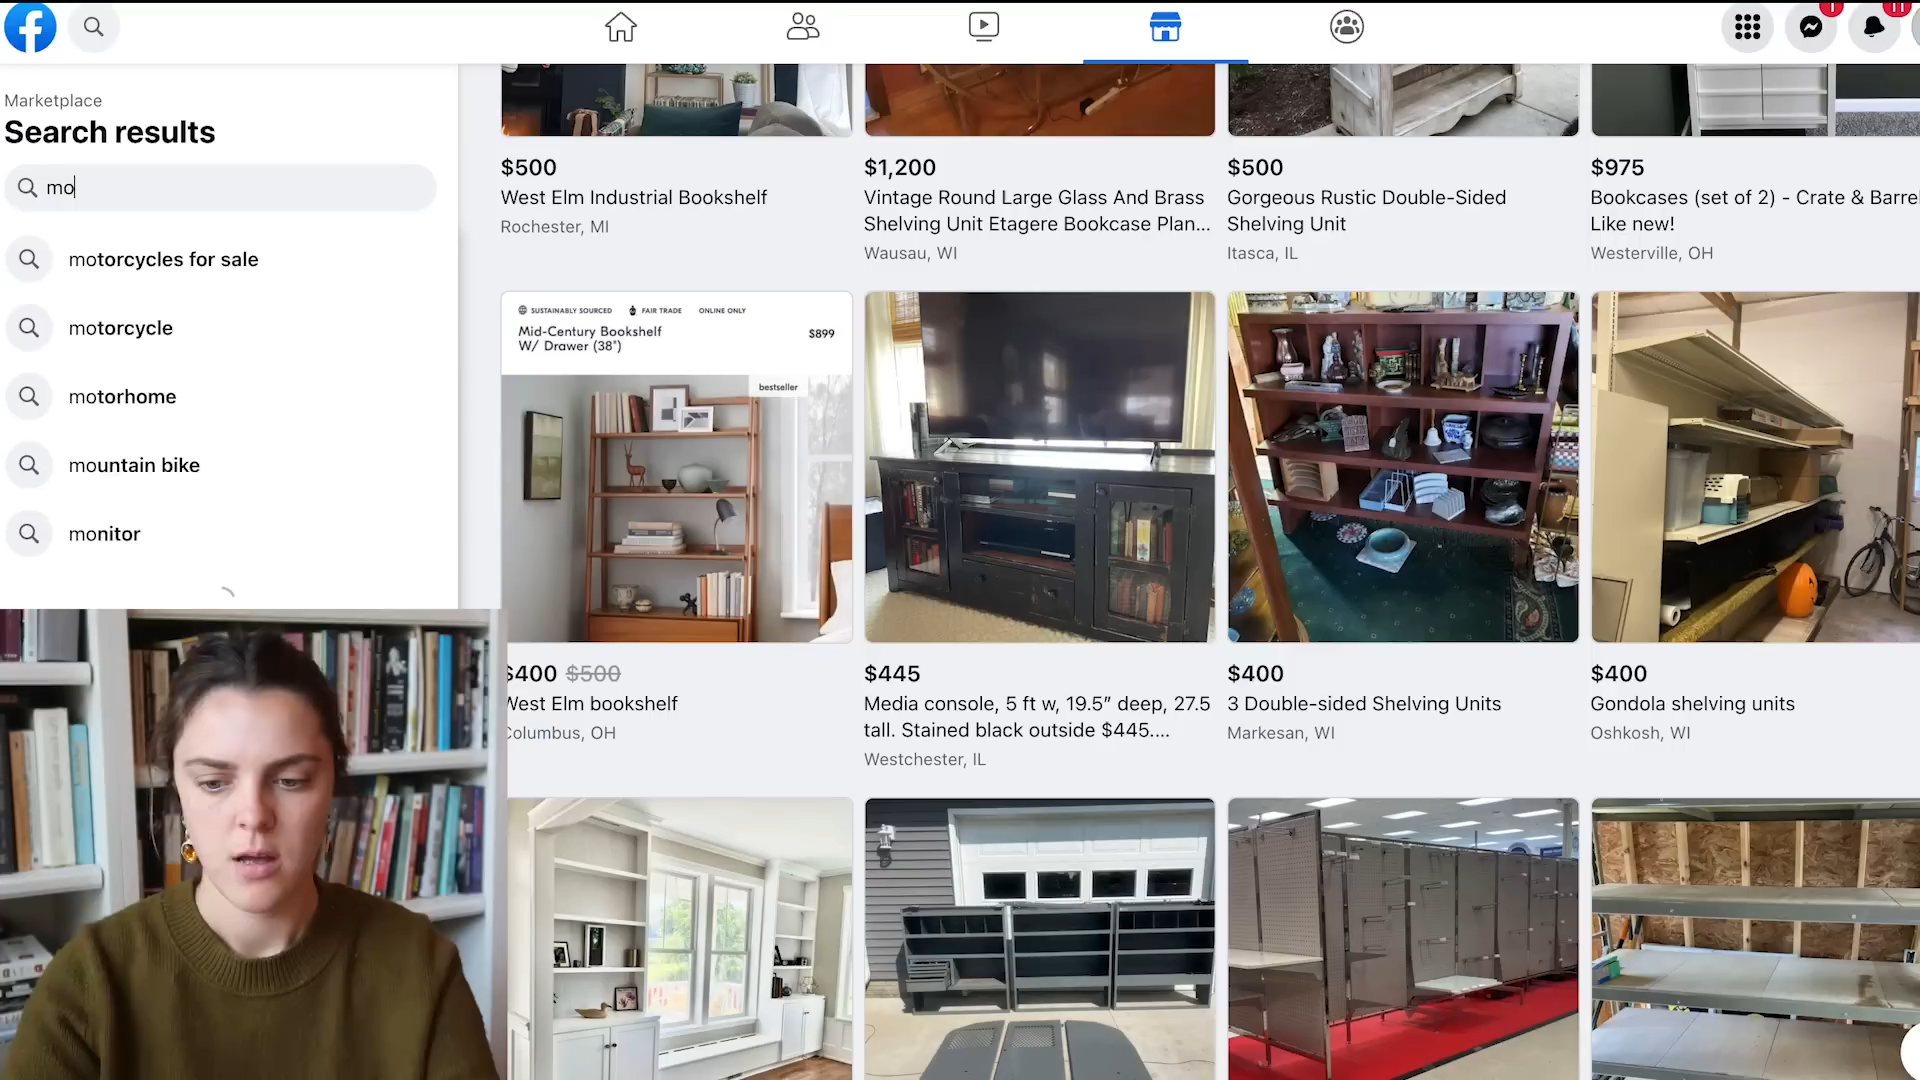 Marketplace
Search results
mo
motorcycles for sale
motorcycle
motorhome
mountain bike
monitor
$500
West Elm Industrial Bookshelf
Rochester, MI
$1,200
Vintage Round Large Glass And Brass
Shelving Unit Etagere Bookcase Plan...
Wausau, WI
$500
Gorgeous Rustic Double-Sided
Shelving Unit
Itasca, IL
$975
Bookcases (set of 2) - Crate & Barrel
Like new!
Westerville, OH
SUSTAINABLY SOURCED FAIR TRADE ONLINE ONLY
Mid-Century Bookshelf
W/ Drawer (38")
$899
bestseller
$400 $500
West Elm bookshelf
Columbus, OH
$445
Media console, 5 ft w, 19.5” deep, 27.5
tall. Stained black outside $445....
Westchester, IL
$400
3 Double-sided Shelving Units
Markesan, WI
$400
Gondola shelving units
Oshkosh, WI